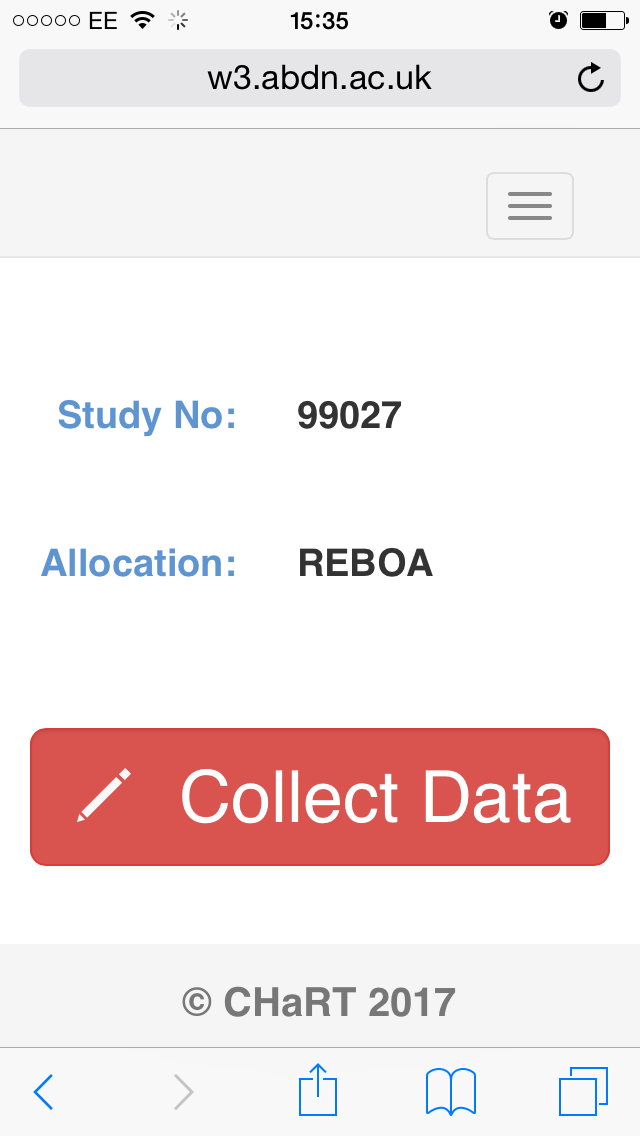 EE 15:35
w3.abdn.ac.uk
Study No: 99027
Allocation: REBOA
Collect Data
© CHaRT 2017